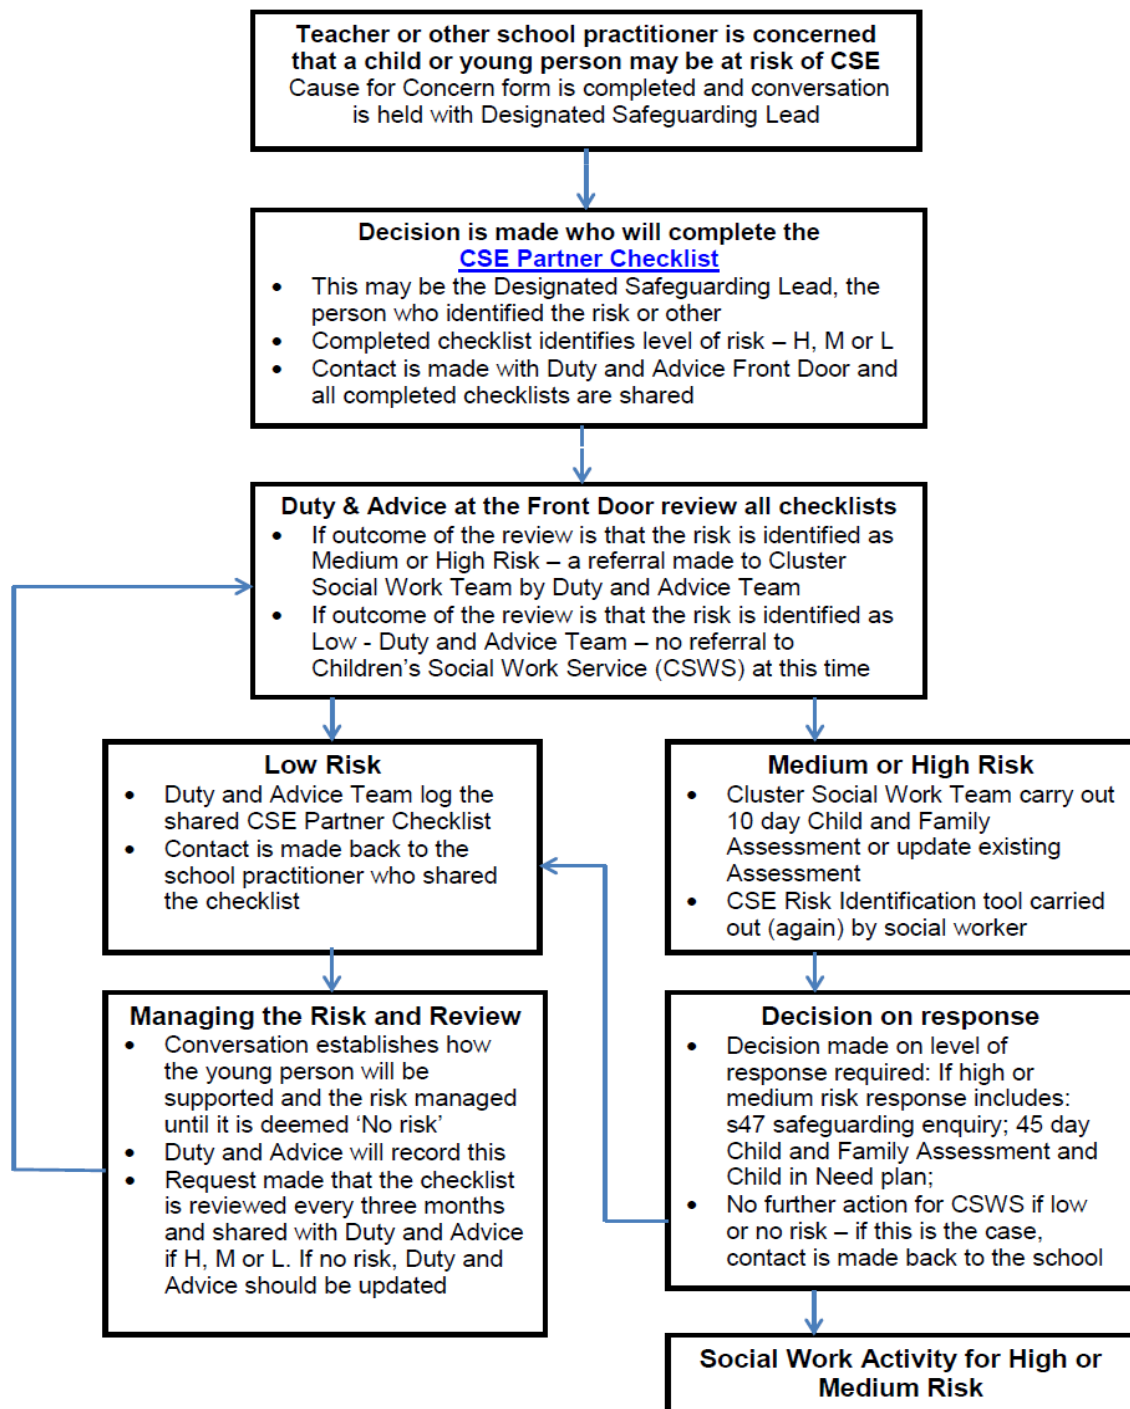 Teacher or other school practitioner is concerned
that a child or young person may be at risk of CSE
Cause for Concern form is completed and conversation
is held with Designated Safeguarding Lead
Decision is made who will complete the
CSE Partner Checklist
• This may be the Designated Safeguarding Lead, the
person who identified the risk or other
• Completed checklist identifies level of risk – H, M or L
• Contact is made with Duty and Advice Front Door and
all completed checklists are shared
Duty & Advice at the Front Door review all checklists
• If outcome of the review is that the risk is identified as
Medium or High Risk – a referral made to Cluster
Social Work Team by Duty and Advice Team
• If outcome of the review is that the risk is identified as
Low - Duty and Advice Team – no referral to
Children's Social Work Service (CSWS) at this time
Low Risk
• Duty and Advice Team log the
shared CSE Partner Checklist
• Contact is made back to the
school practitioner who shared
the checklist
Managing the Risk and Review
• Conversation establishes how
the young person will be
supported and the risk managed
until it is deemed 'No risk'
• Duty and Advice will record this
• Request made that the checklist
is reviewed every three months
and shared with Duty and Advice
if H, M or L. If no risk, Duty and
Advice should be updated
Medium or High Risk
• Cluster Social Work Team carry out
10 day Child and Family
Assessment or update existing
Assessment
• CSE Risk Identification tool carried
out (again) by social worker
Decision on response
• Decision made on level of
response required: If high or
medium risk response includes:
s47 safeguarding enquiry; 45 day
Child and Family Assessment and
Child in Need plan;
• No further action for CSWS if low
or no risk – if this is the case,
contact is made back to the school
Social Work Activity for High or
Medium Risk